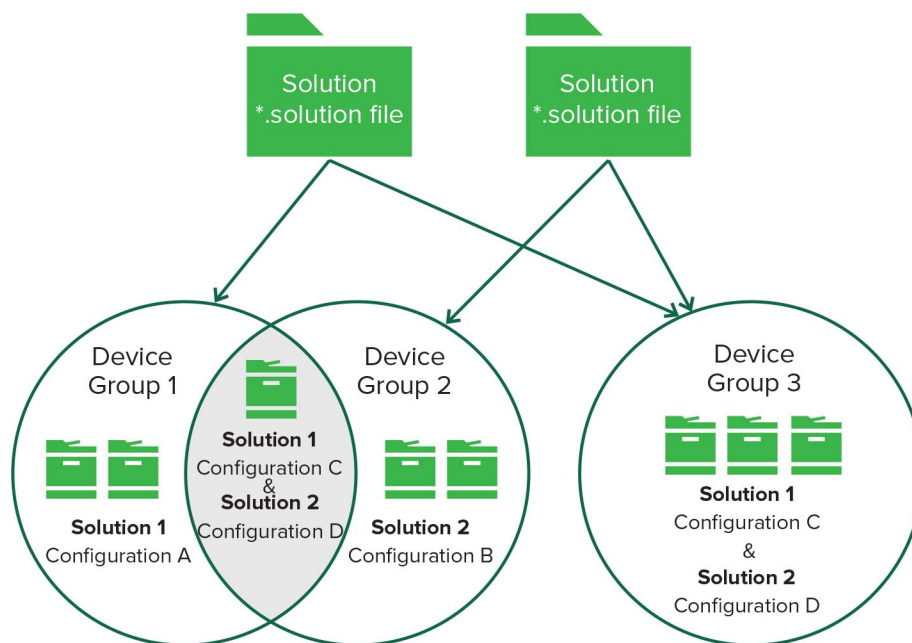 Solution
*.solution file
Solution
*.solution file
Device
Group 1
Solution 1
Configuration A
Solution 1
Configuration C
&
Solution 2
Configuration D
Device
Group 2
Solution 2
Configuration B
Device
Group 3
Solution 1
Configuration C
&
Solution 2
Configuration D